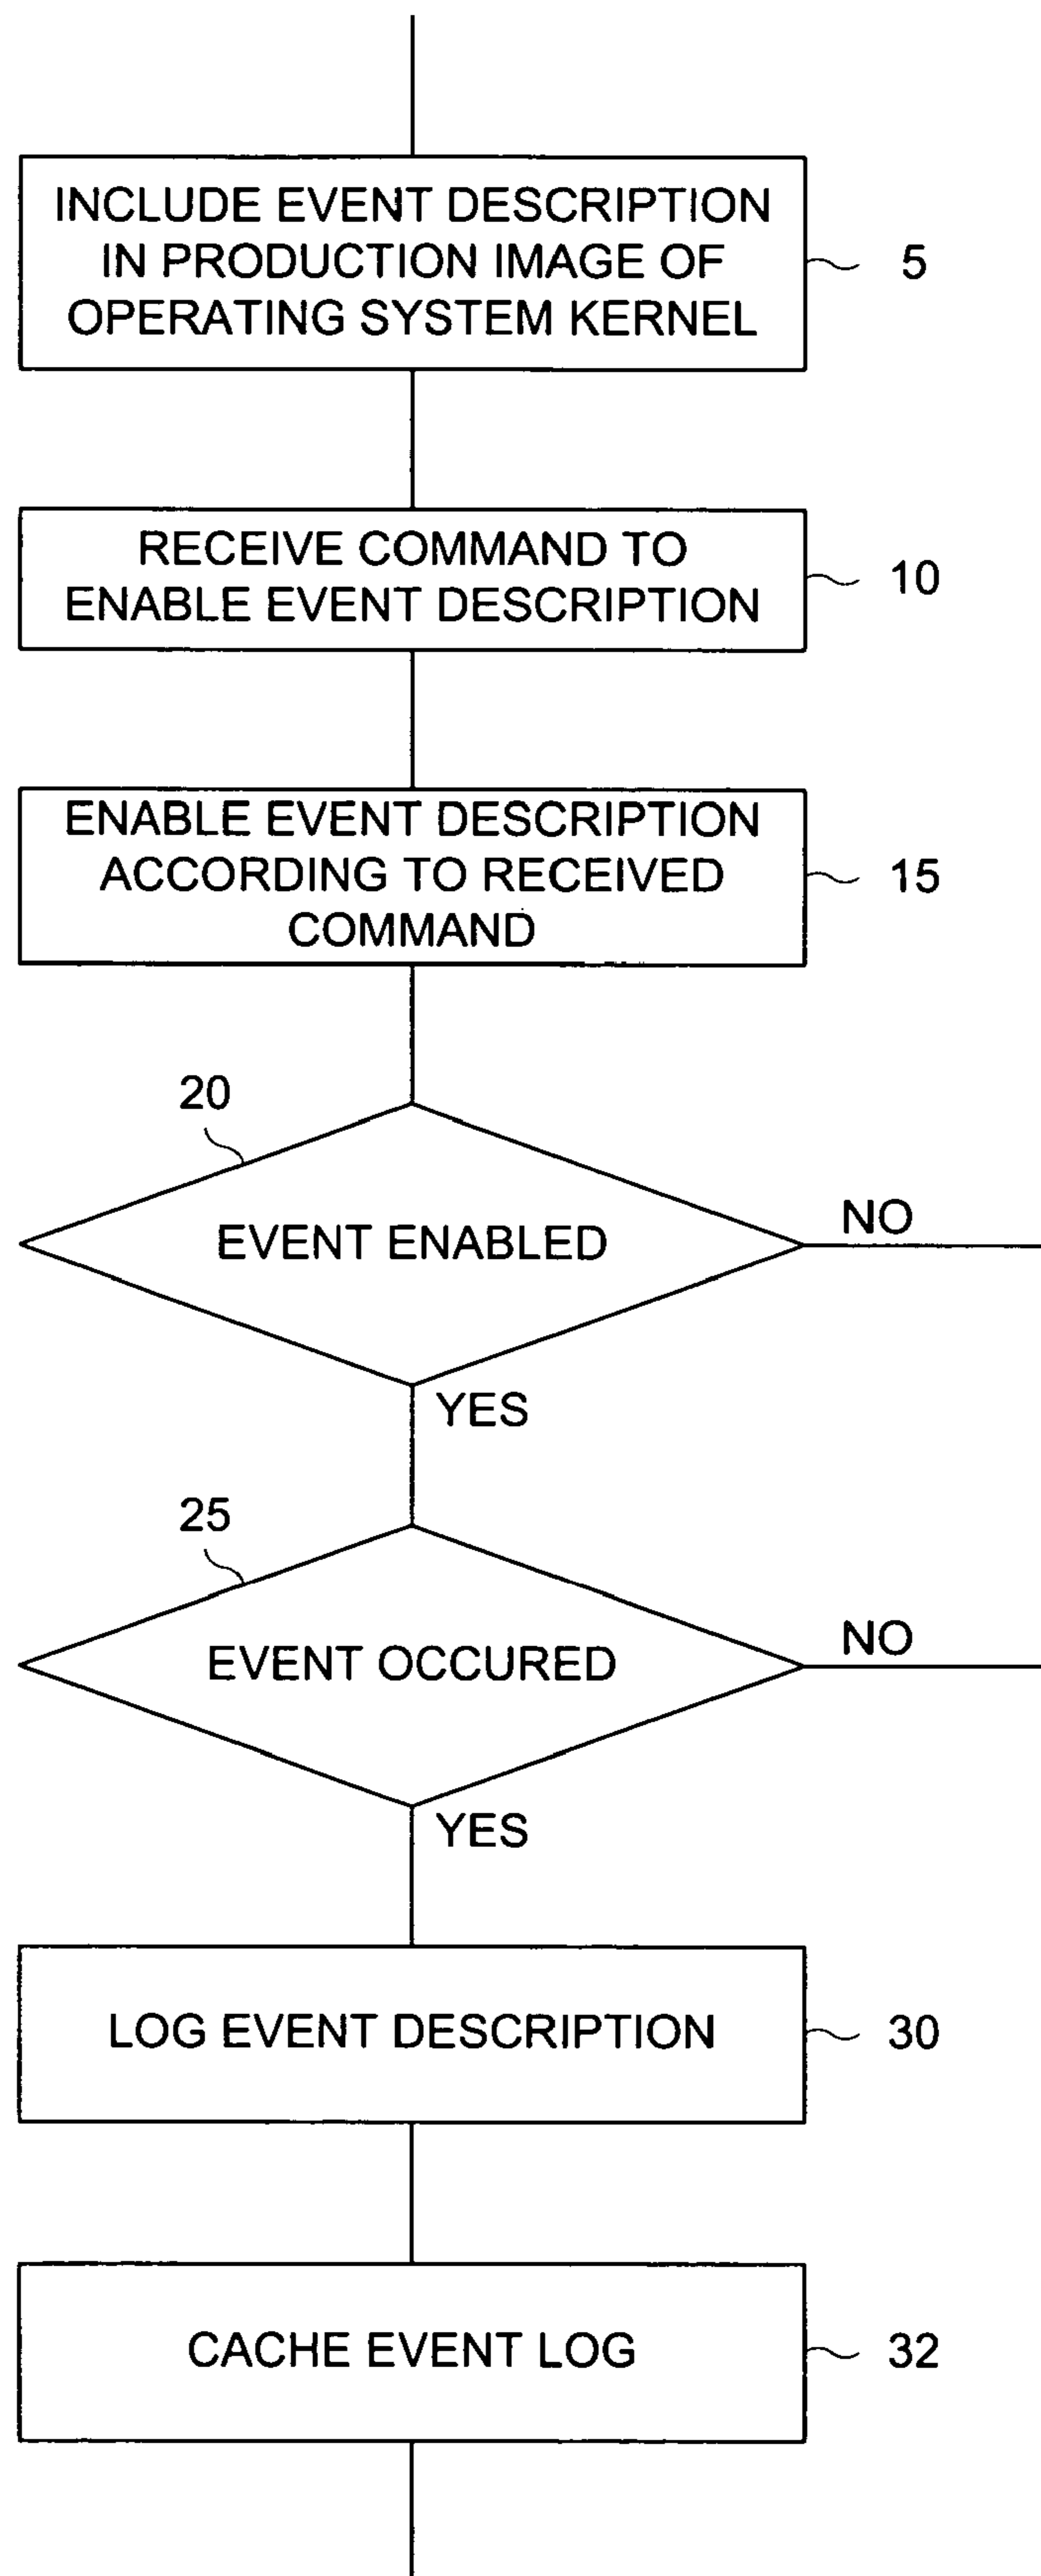 INCLUDE EVENT DESCRIPTION
IN PRODUCTION IMAGE OF
OPERATING SYSTEM KERNEL
5
RECEIVE COMMAND TO
ENABLE EVENT DESCRIPTION
10
ENABLE EVENT DESCRIPTION
ACCORDING TO RECEIVED
COMMAND
15
20
EVENT ENABLED
NO
YES
25
EVENT OCCURED
NO
YES
LOG EVENT DESCRIPTION
30
CACHE EVENT LOG
32